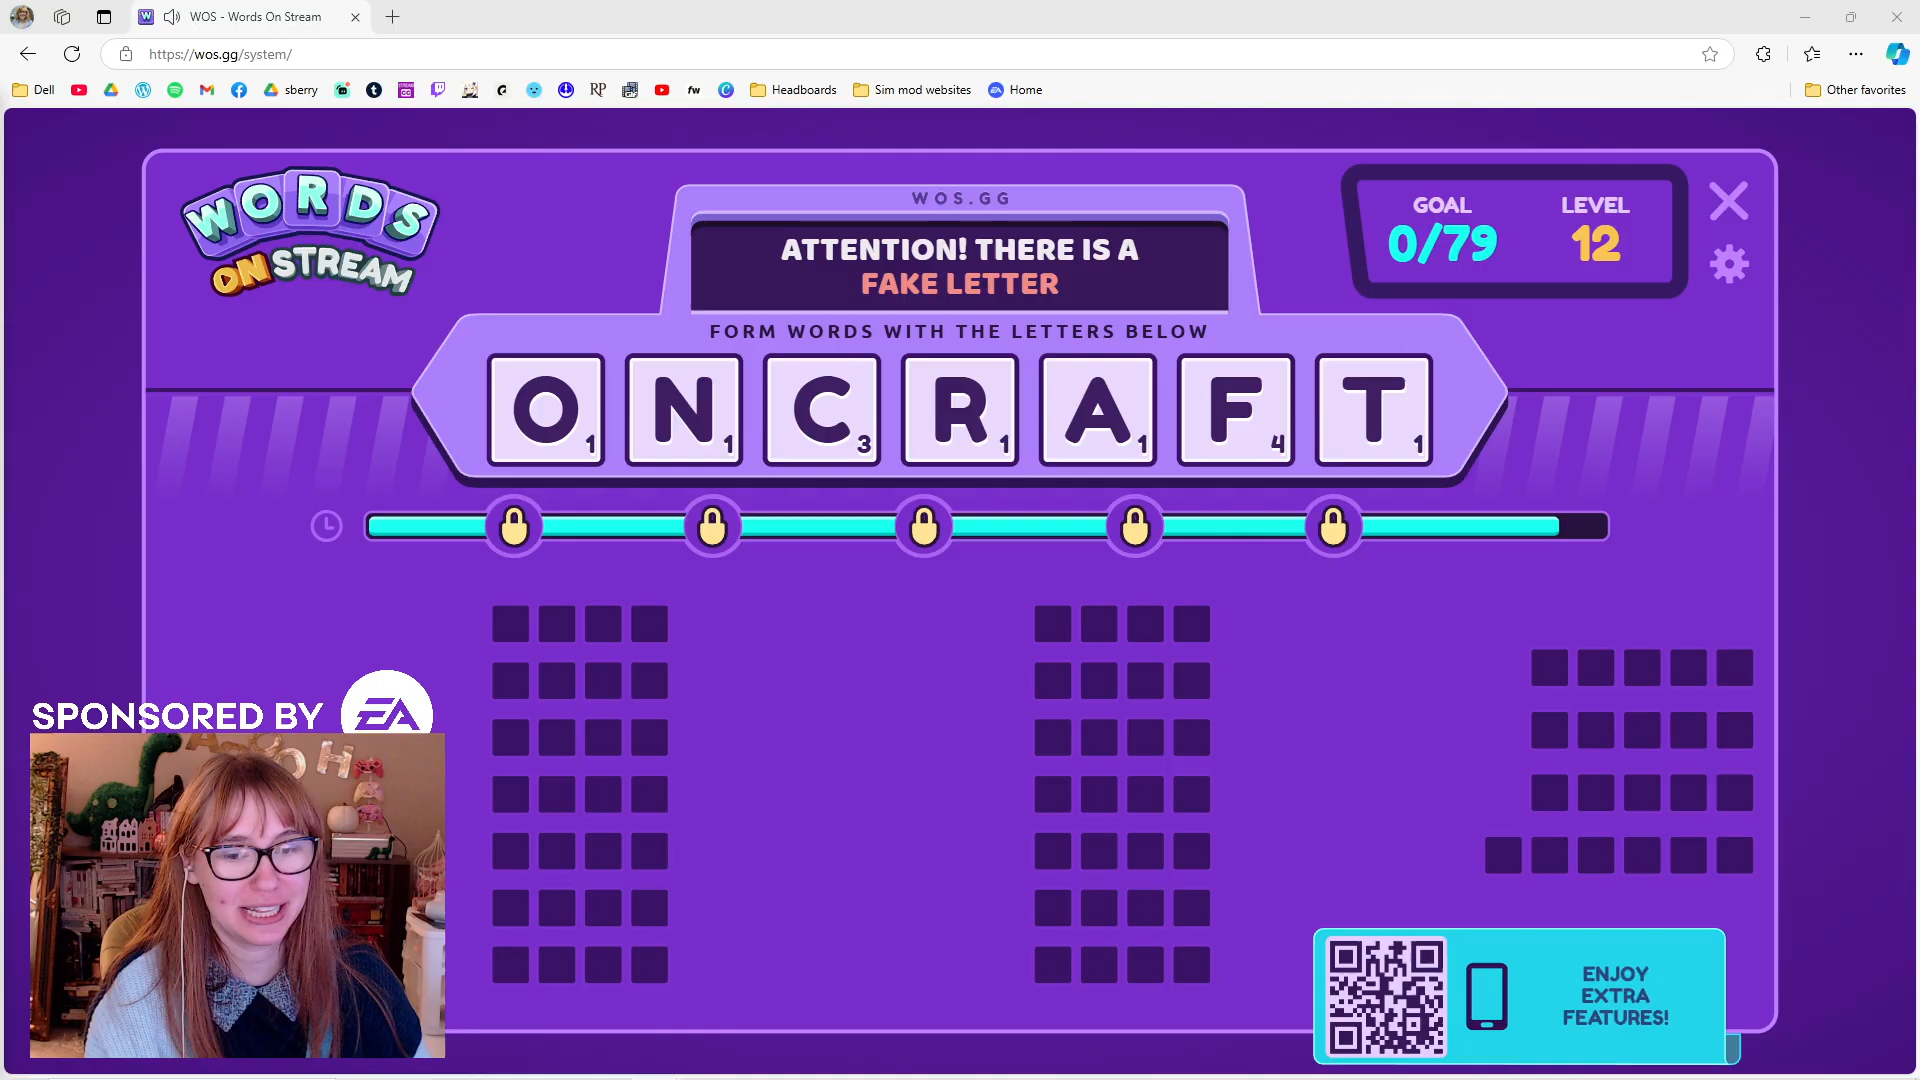 WOS - Words On Stream
https://wos.gg/system/
Dell
sberry
RP
fw
Headboards
Sim mod websites
Home
Other favorites
WORDS
ON STREAM
WOS.GG
ATTENTION! THERE IS A
FAKE LETTER
FORM WORDS WITH THE LETTERS BELOW
GOAL
0/79
LEVEL
12
O 1 N 1 C 3 R 1 A 1 F 4 T 1
SPONSORED BY EA
ENJOY
EXTRA
FEATURES!